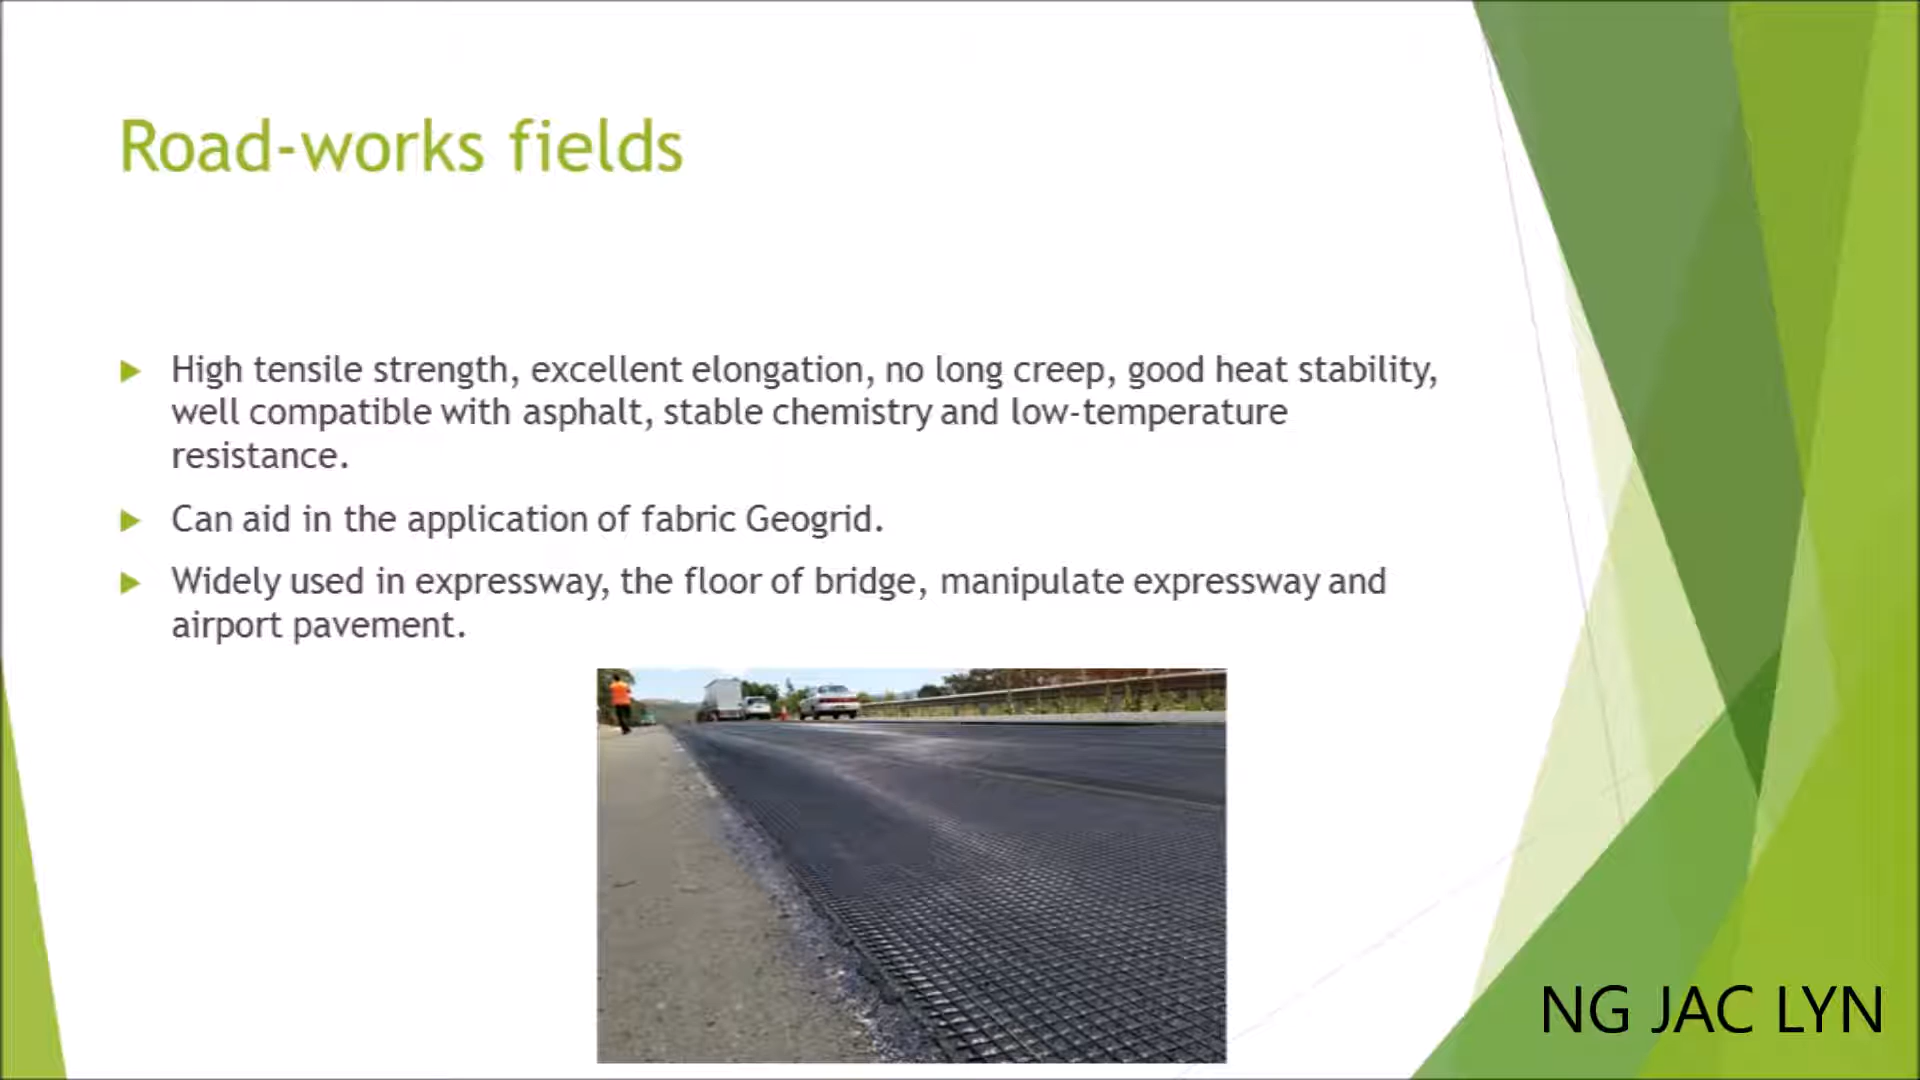 Road-works fields
High tensile strength, excellent elongation, no long creep, good heat stability,
well compatible with asphalt, stable chemistry and low-temperature
resistance.
Can aid in the application of fabric Geogrid.
Widely used in expressway, the floor of bridge, manipulate expressway and
airport pavement.
NG JAC LYN